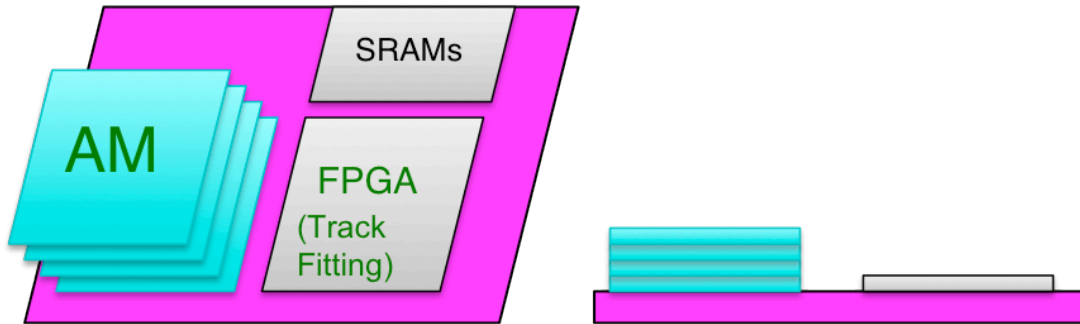 SRAMs
AM
FPGA
(Track
Fitting)